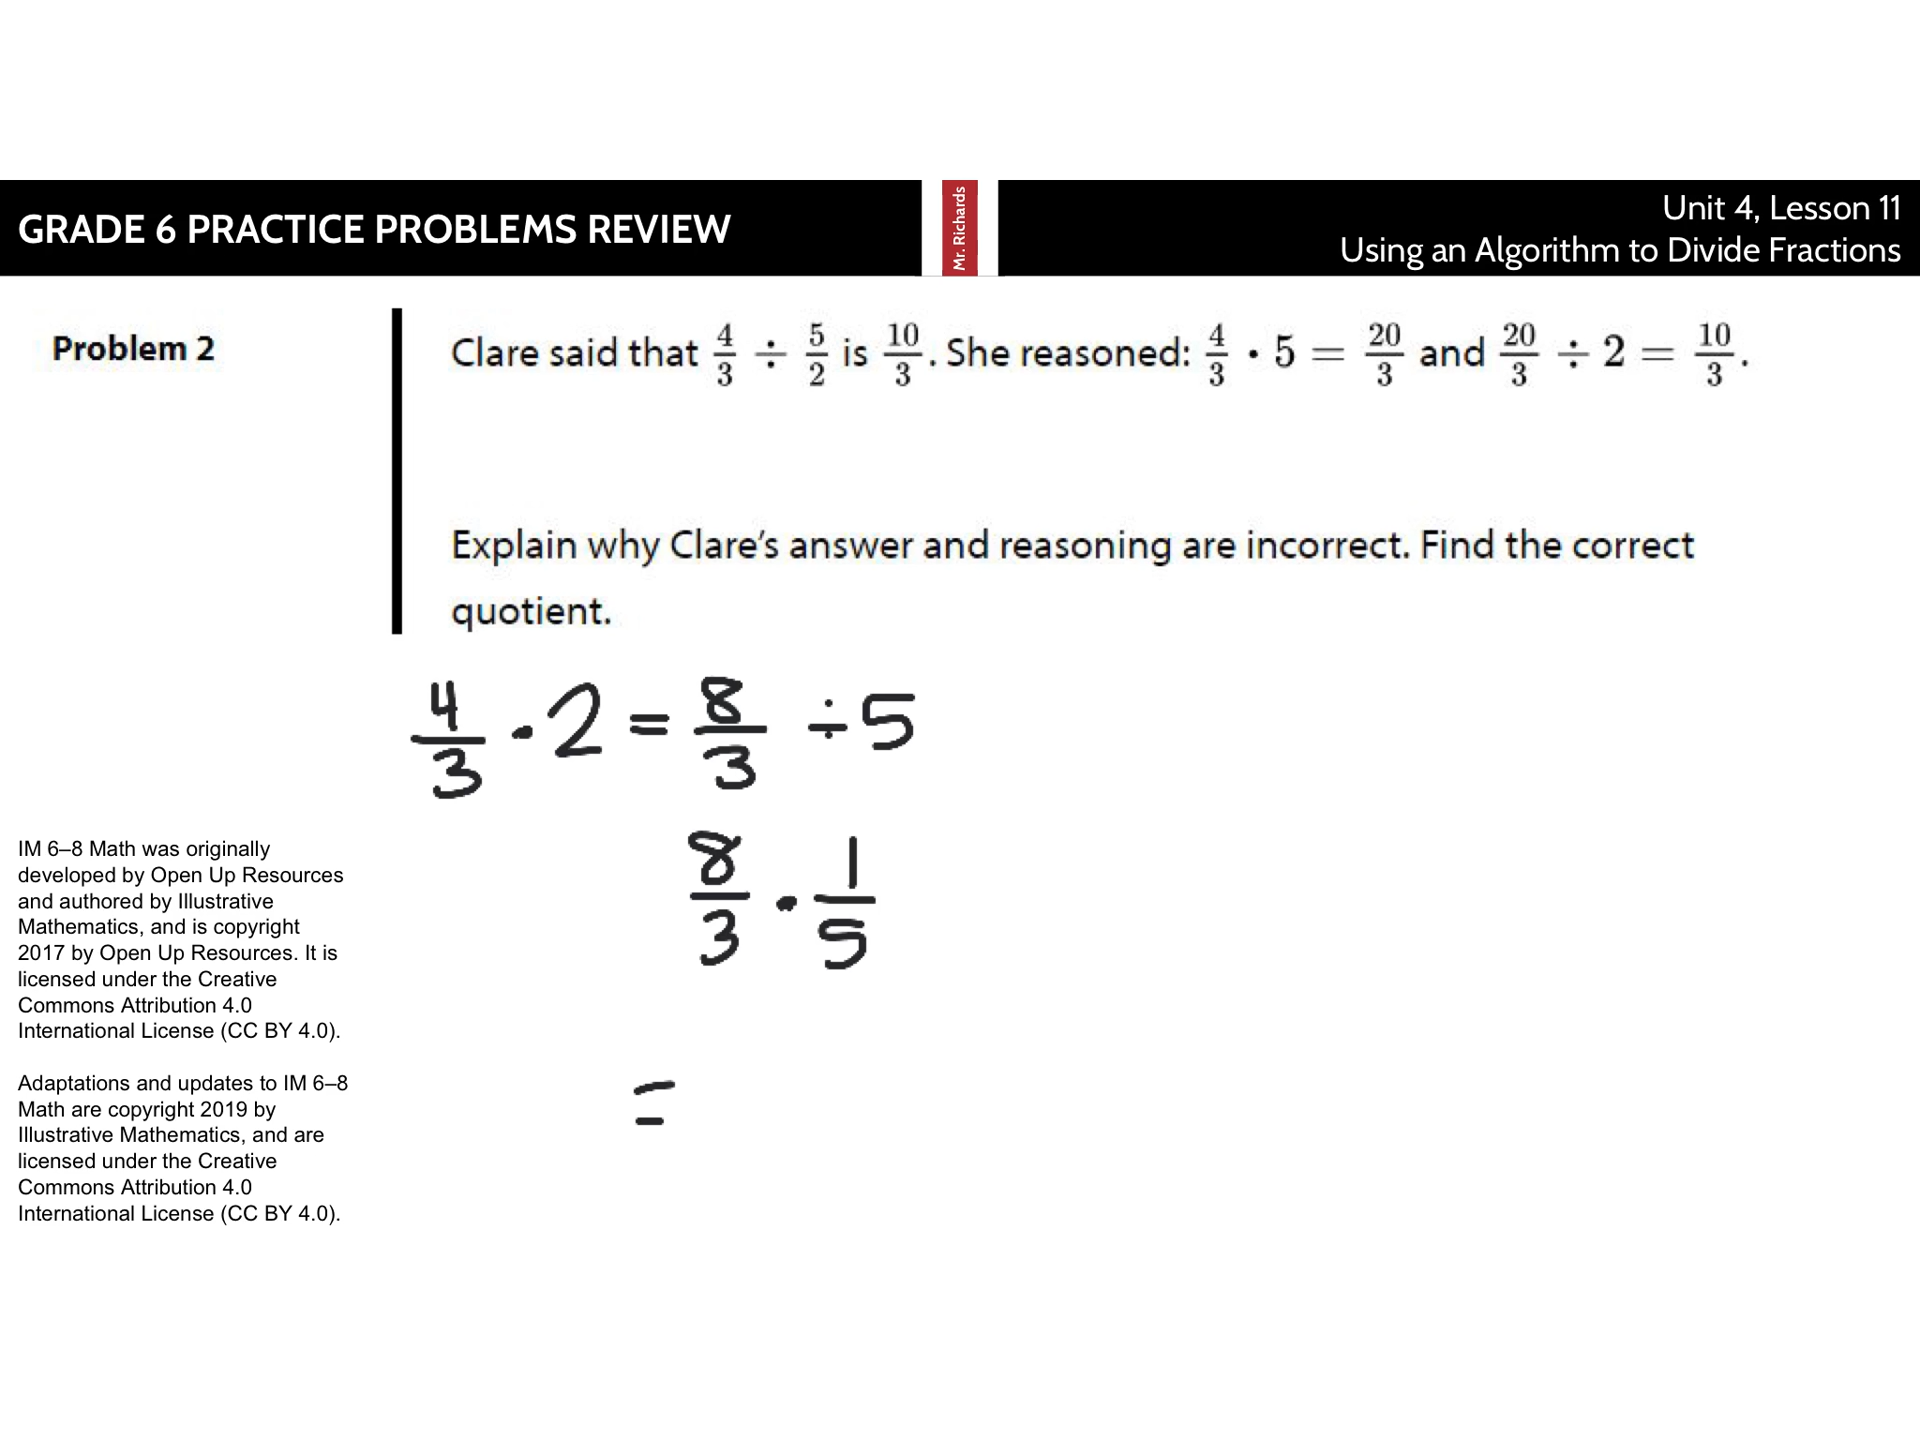 GRADE 6 PRACTICE PROBLEMS REVIEW
Mr. Richards
Unit 4, Lesson 11
Using an Algorithm to Divide Fractions
Problem 2
Clare said that 4/3 ÷ 5/2 is 10/3. She reasoned: 4/3 · 5 = 20/3 and 20/3 ÷ 2 = 10/3.
Explain why Clare's answer and reasoning are incorrect. Find the correct
quotient.
4/3 · 2 = 8/3 ÷ 5
8/3 · 1/5
=
IM 6–8 Math was originally
developed by Open Up Resources
and authored by Illustrative
Mathematics, and is copyright
2017 by Open Up Resources. It is
licensed under the Creative
Commons Attribution 4.0
International License (CC BY 4.0).
Adaptations and updates to IM 6–8
Math are copyright 2019 by
Illustrative Mathematics, and are
licensed under the Creative
Commons Attribution 4.0
International License (CC BY 4.0).